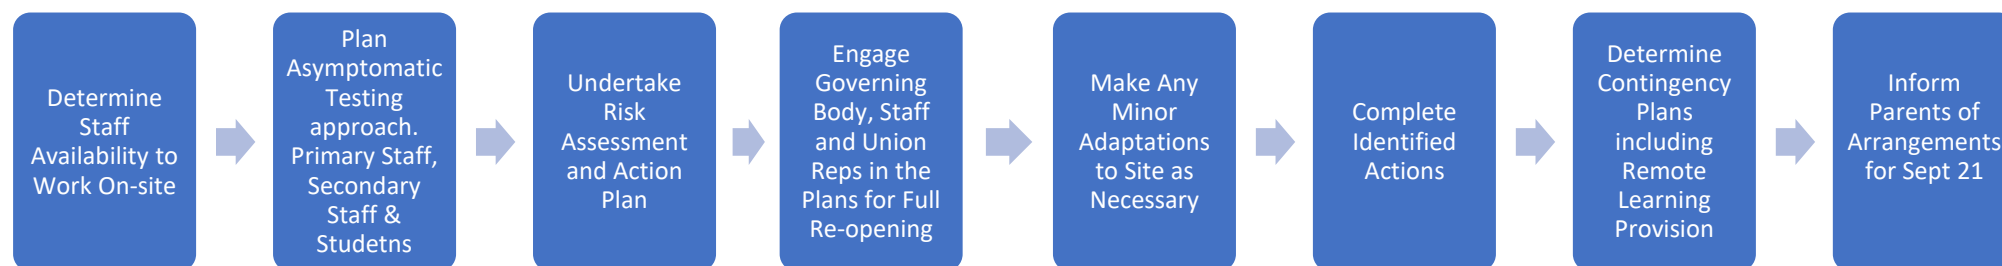 Determine
Staff
Availability to
Work On-site
Plan
Asymptomatic
Testing
approach.
Primary Staff,
Secondary
Staff &
Studetns
Undertake
Risk
Assessment
and Action
Plan
Engage
Governing
Body, Staff
and Union
Reps in the
Plans for Full
Re-opening
Make Any
Minor
Adaptations
to Site as
Necessary
Complete
Identified
Actions
Determine
Contingency
Plans
including
Remote
Learning
Provision
Inform
Parents of
Arrangements
for Sept 21